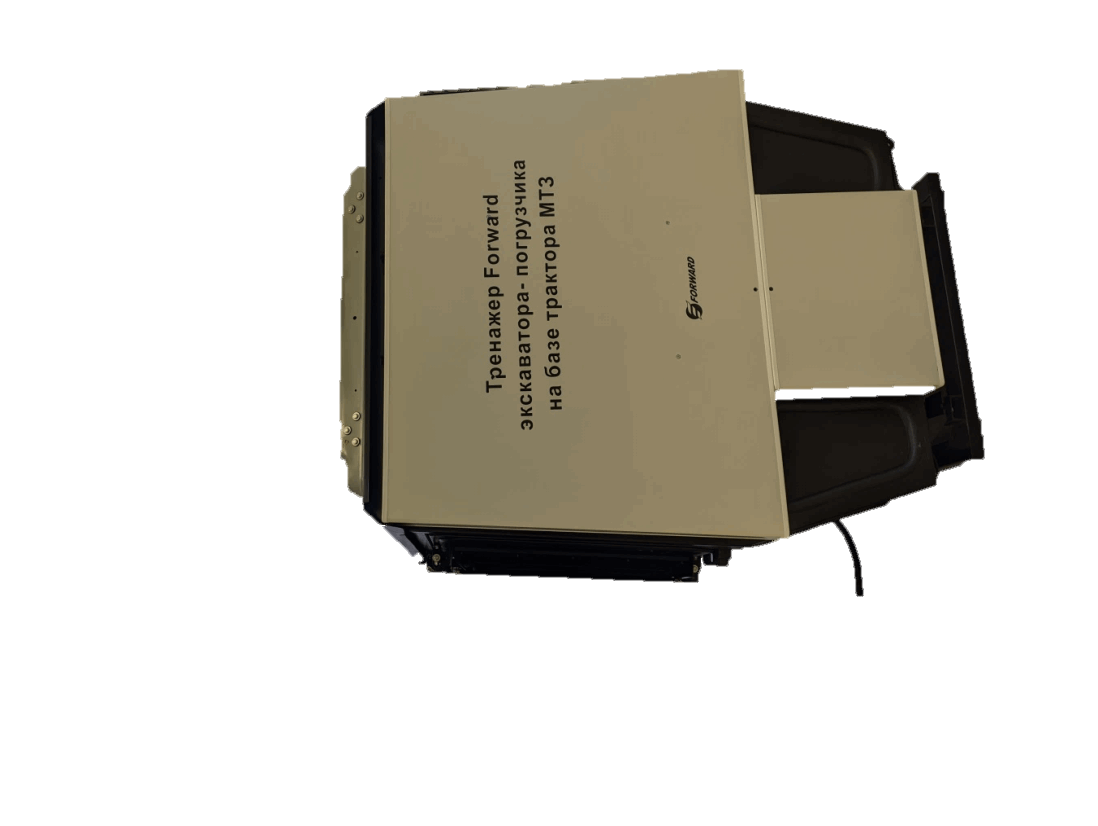 Тренажер Forward
экскаватора- погрузчика
на базе трактора МТЗ
FORWARD